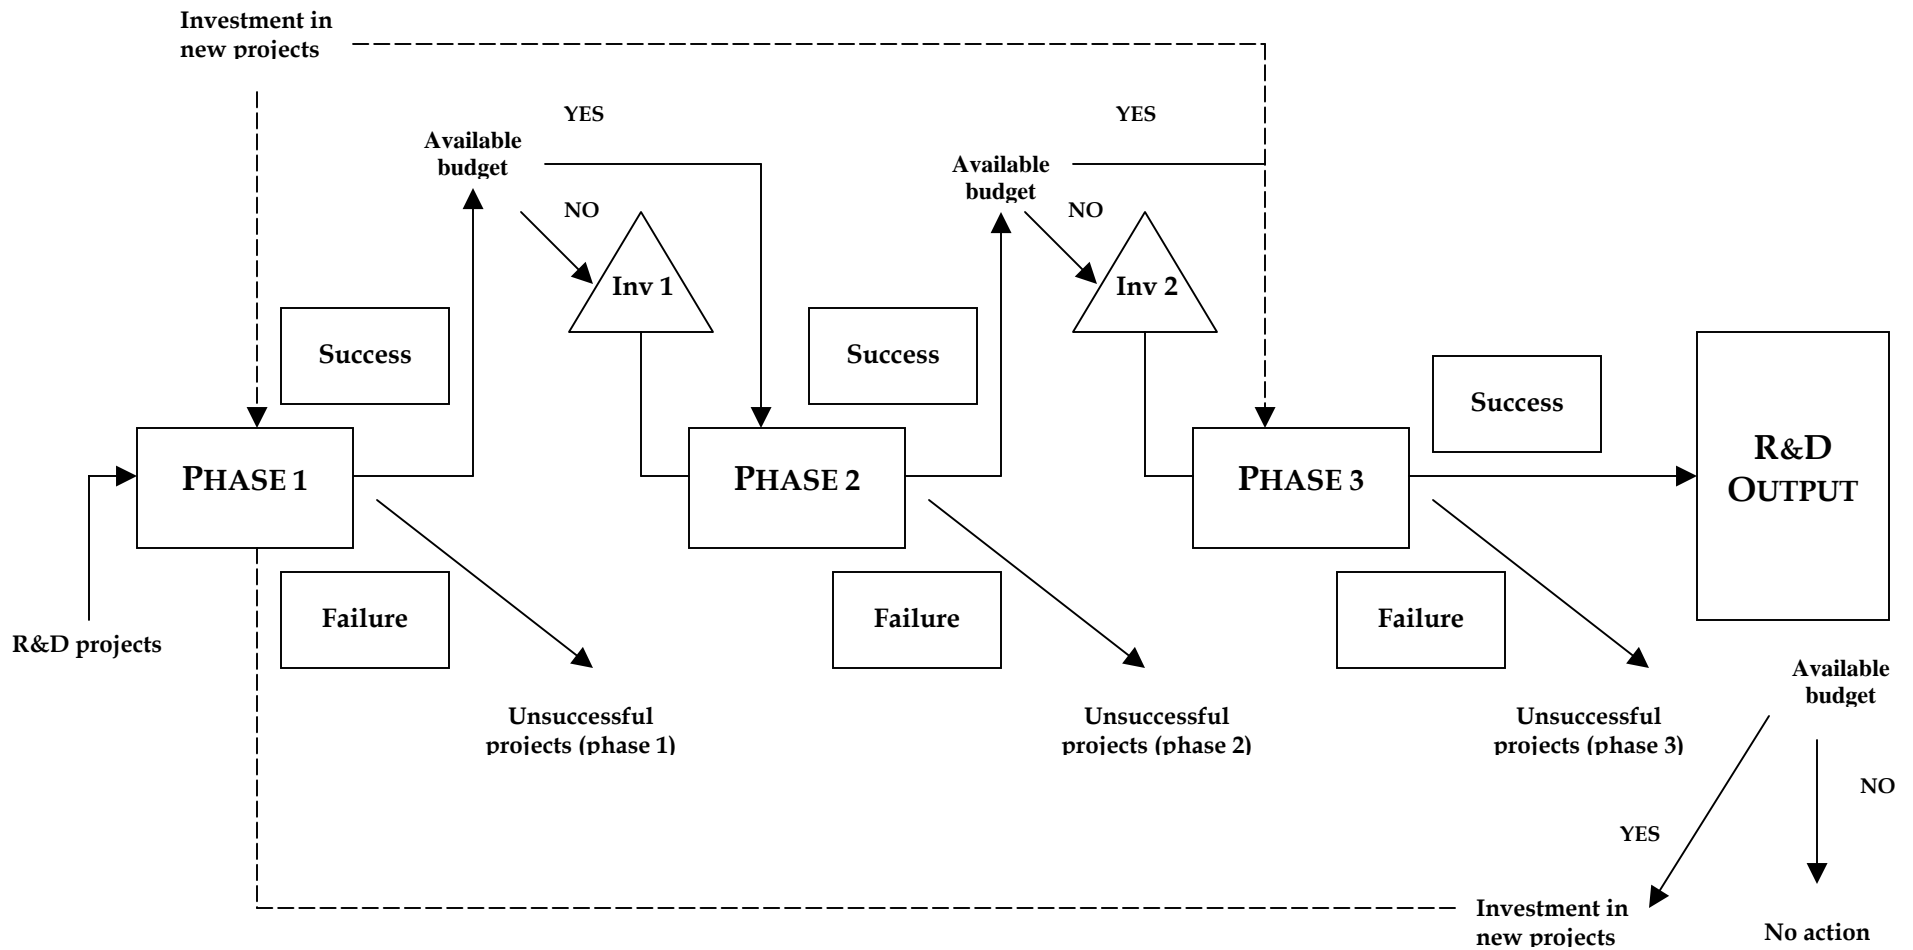 Investment in
new projects
YES
YES
Available
budget
Available
budget
NO
NO
Inv 1
Inv 2
Success
Success
Success
PHASE 1
PHASE 2
PHASE 3
R&D
OUTPUT
R&D projects
Failure
Failure
Failure
Available
budget
Unsuccessful
projects (phase 1)
Unsuccessful
projects (phase 2)
Unsuccessful
projects (phase 3)
NO
YES
Investment in
new projects
No action